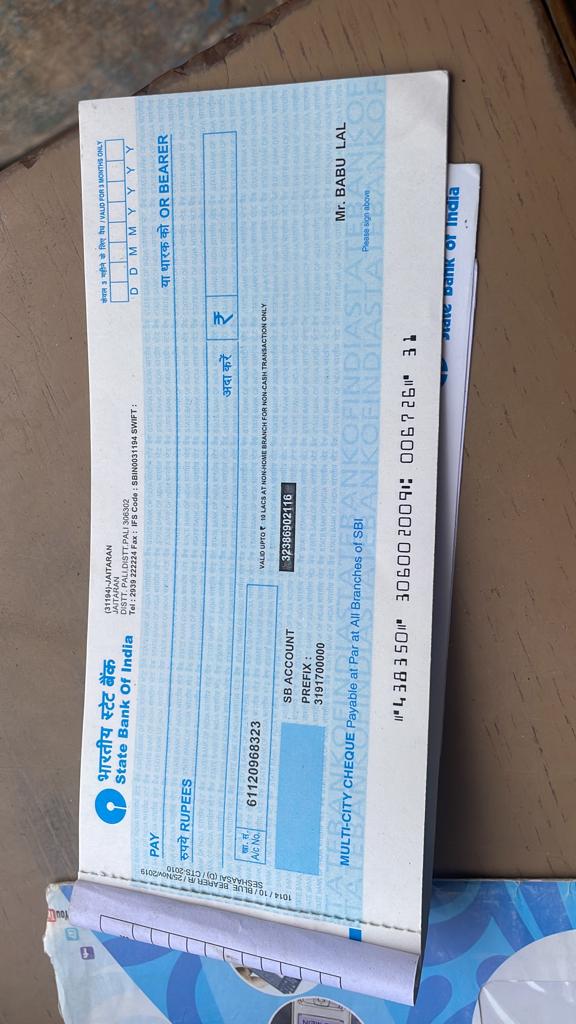 भारतीय स्टेट बैंक
State Bank Of India
(31194)-JAITARAN
JAITARAN
DISTT. PALI,DISTT.PALI 306302
Tel : 2939 222224 Fax : IFS Code : SBIN0031194 SWIFT :
केवल 3 महीने के लिए वैध / VALID FOR 3 MONTHS ONLY
D D M M Y Y Y Y
PAY
या धारक को OR BEARER
रुपये RUPEES
अदा करें
₹
खा. सं.
A/c No.
61120968323
VALID UPTO ₹ 10 LACS AT NON-HOME BRANCH FOR NON-CASH TRANSACTION ONLY
SB ACCOUNT
32386902116
PREFIX :
3191700000
Mr. BABU LAL
Please sign above
MULTI-CITY CHEQUE Payable at Par at All Branches of SBI
⑈438350⑈ 306002009⑆ 006726⑈ 31
SESHAASAI (D) / CTS-2010
1014 / 10 / BLUE BEARER/R /25/Nov/2019
State Bank of India
You